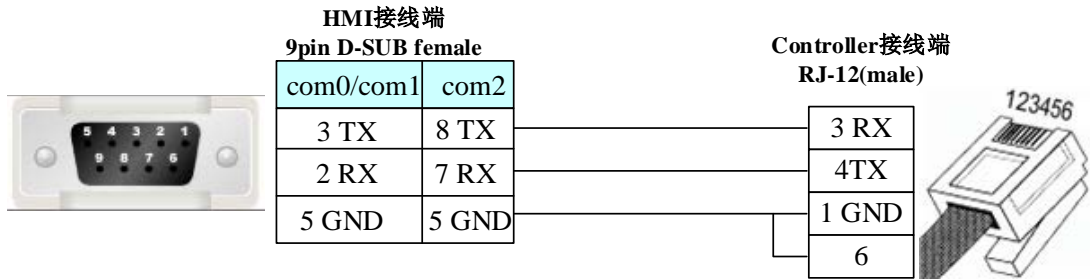 HMI接线端
9pin D-SUB female
com0/com1 com2
3 TX 8 TX
2 RX 7 RX
5 GND 5 GND
5 4 3 2 1
9 8 7 6
Controller接线端
RJ-12(male)
3 RX
4TX
1 GND
6
123456